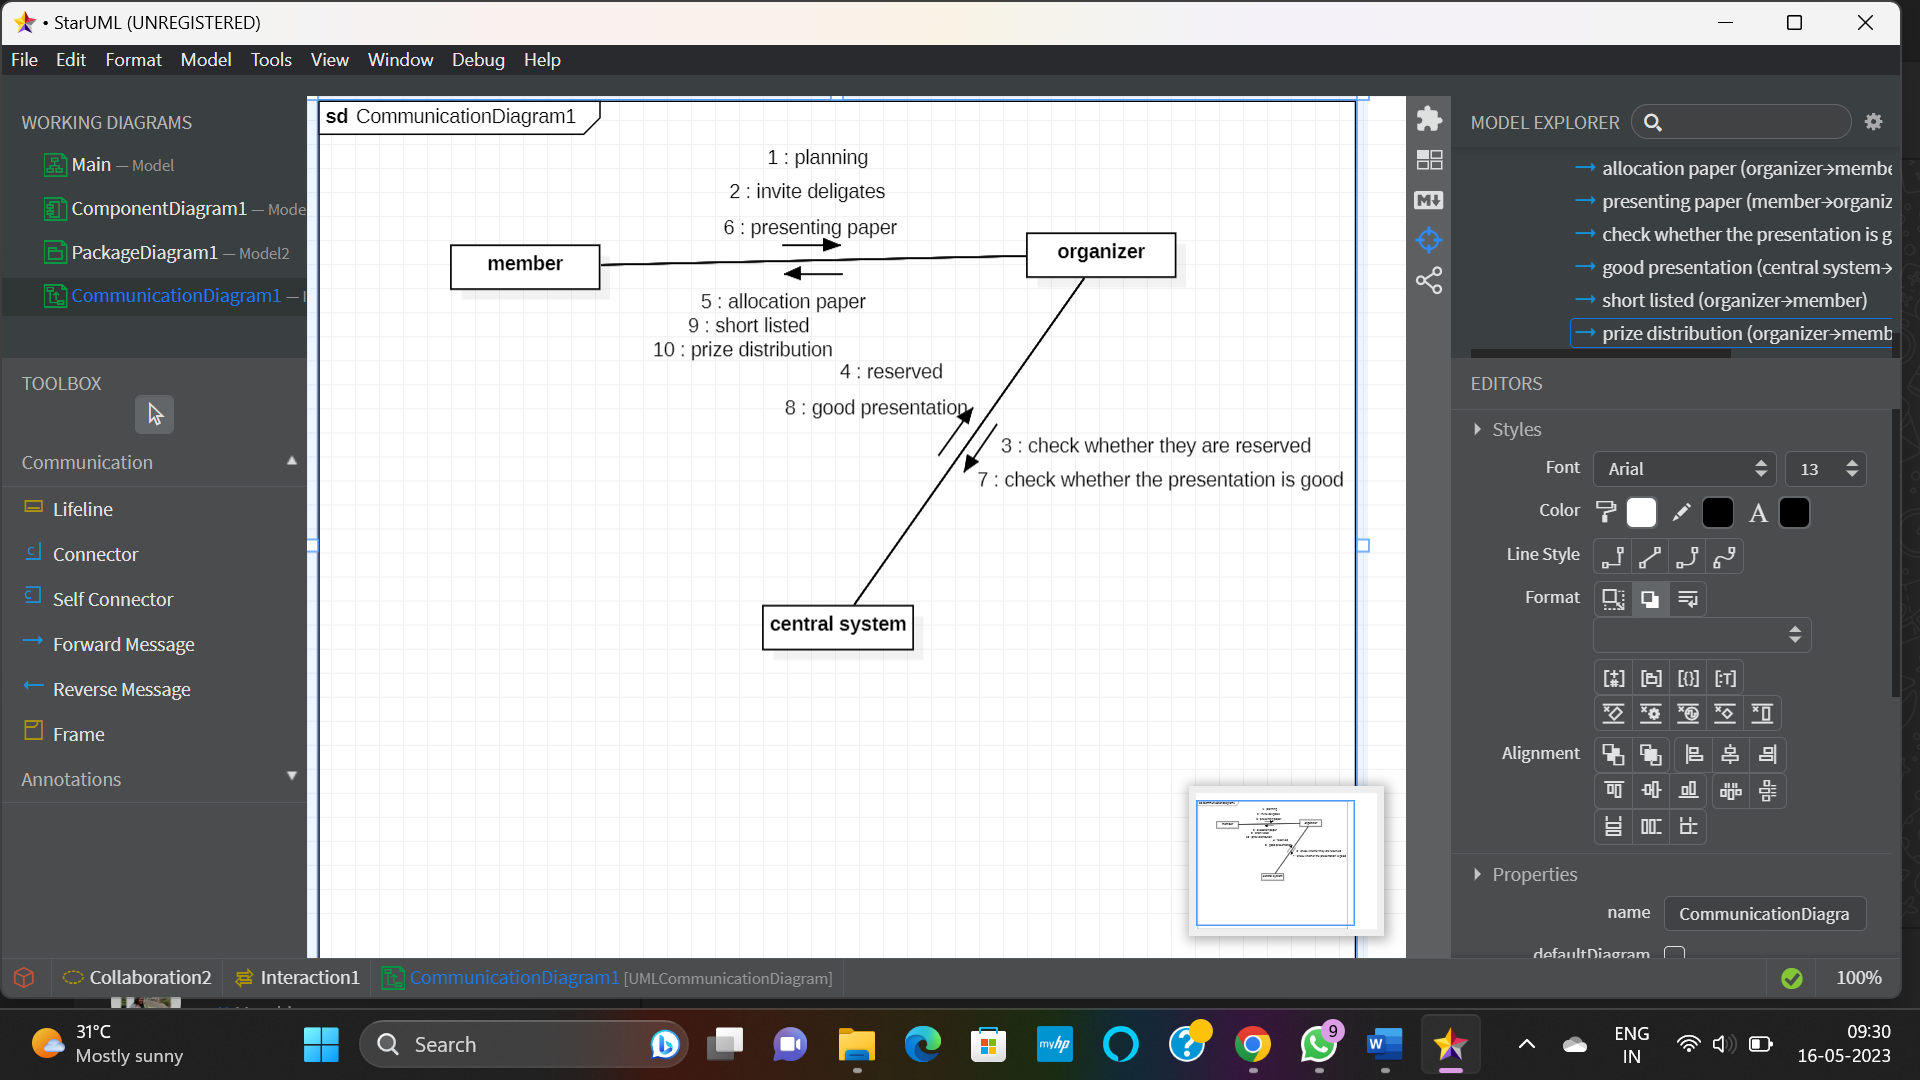 StarUML (UNREGISTERED)
File Edit Format Model Tools View Window Debug Help
WORKING DIAGRAMS
Main — Model
ComponentDiagram1 — Mode
PackageDiagram1 — Model2
CommunicationDiagram1 —
TOOLBOX
Communication
Lifeline
Connector
Self Connector
Forward Message
Reverse Message
Frame
Annotations
sd CommunicationDiagram1
1 : planning
2 : invite deligates
6 : presenting paper
member
organizer
5 : allocation paper
9 : short listed
10 : prize distribution
4 : reserved
8 : good presentation
3 : check whether they are reserved
7 : check whether the presentation is good
central system
MODEL EXPLORER
allocation paper (organizer→membe
presenting paper (member→organiz
check whether the presentation is g
good presentation (central system→
short listed (organizer→member)
prize distribution (organizer→memb
EDITORS
Styles
Font Arial 13
Color
Line Style
Format
Alignment
Properties
name CommunicationDiagra
defaultDiagram
Collaboration2 Interaction1 CommunicationDiagram1 [UMLCommunicationDiagram] 100%
31°C
Mostly sunny
Search
myhp
9
ENG
IN
09:30
16-05-2023